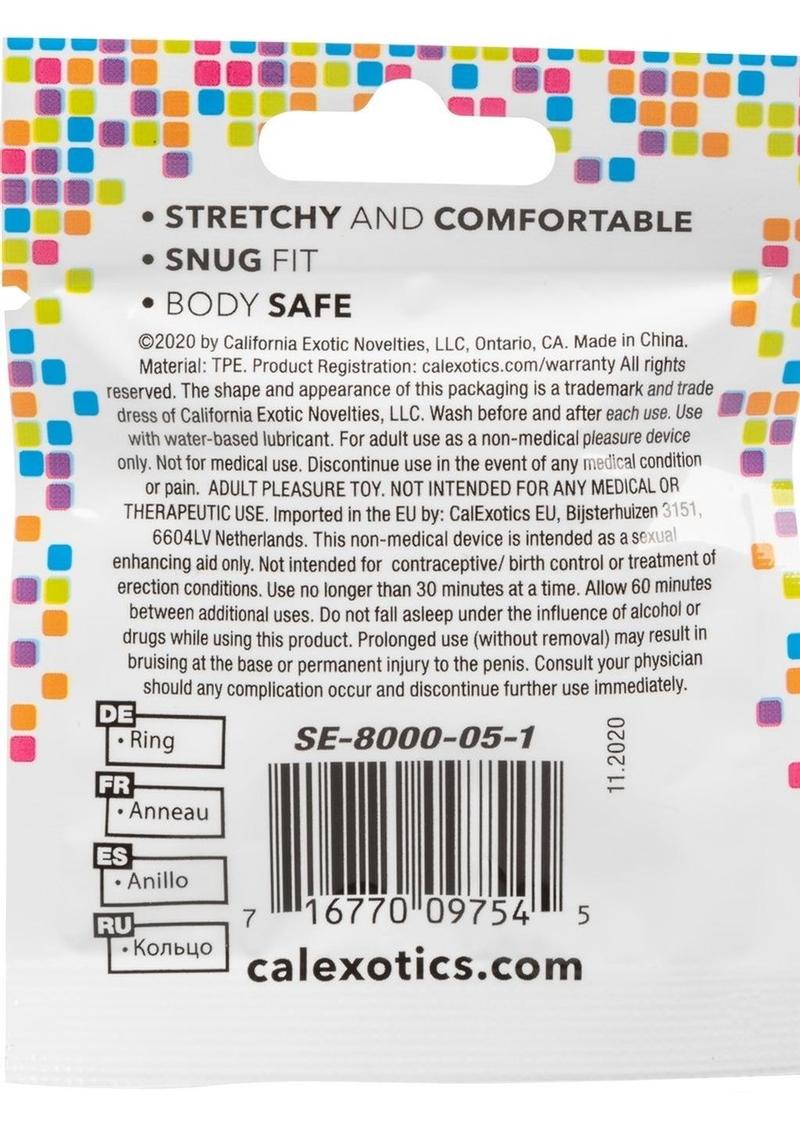 • STRETCHY AND COMFORTABLE
• SNUG FIT
• BODY SAFE
©2020 by California Exotic Novelties, LLC, Ontario, CA. Made in China.
Material: TPE. Product Registration: calexotics.com/warranty All rights
reserved. The shape and appearance of this packaging is a trademark and trade
dress of California Exotic Novelties, LLC. Wash before and after each use. Use
with water-based lubricant. For adult use as a non-medical pleasure device
only. Not for medical use. Discontinue use in the event of any medical condition
or pain. ADULT PLEASURE TOY. NOT INTENDED FOR ANY MEDICAL OR
THERAPEUTIC USE. Imported in the EU by: CalExotics EU, Bijsterhuizen 3151,
6604LV Netherlands. This non-medical device is intended as a sexual
enhancing aid only. Not intended for contraceptive/ birth control or treatment of
erection conditions. Use no longer than 30 minutes at a time. Allow 60 minutes
between additional uses. Do not fall asleep under the influence of alcohol or
drugs while using this product. Prolonged use (without removal) may result in
bruising at the base or permanent injury to the penis. Consult your physician
should any complication occur and discontinue further use immediately.
DE
• Ring
FR
• Anneau
ES
• Anillo
RU
• Кольцо
SE-8000-05-1
11.2020
7 16770 09754 5
calexotics.com